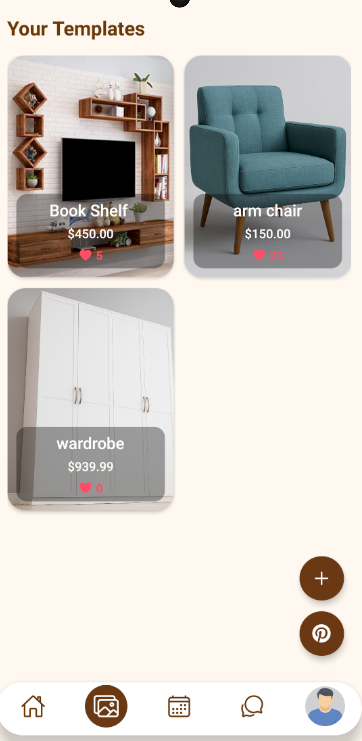 Your Templates
Book Shelf
$450.00
5
arm chair
$150.00
wardrobe
$939.99
0